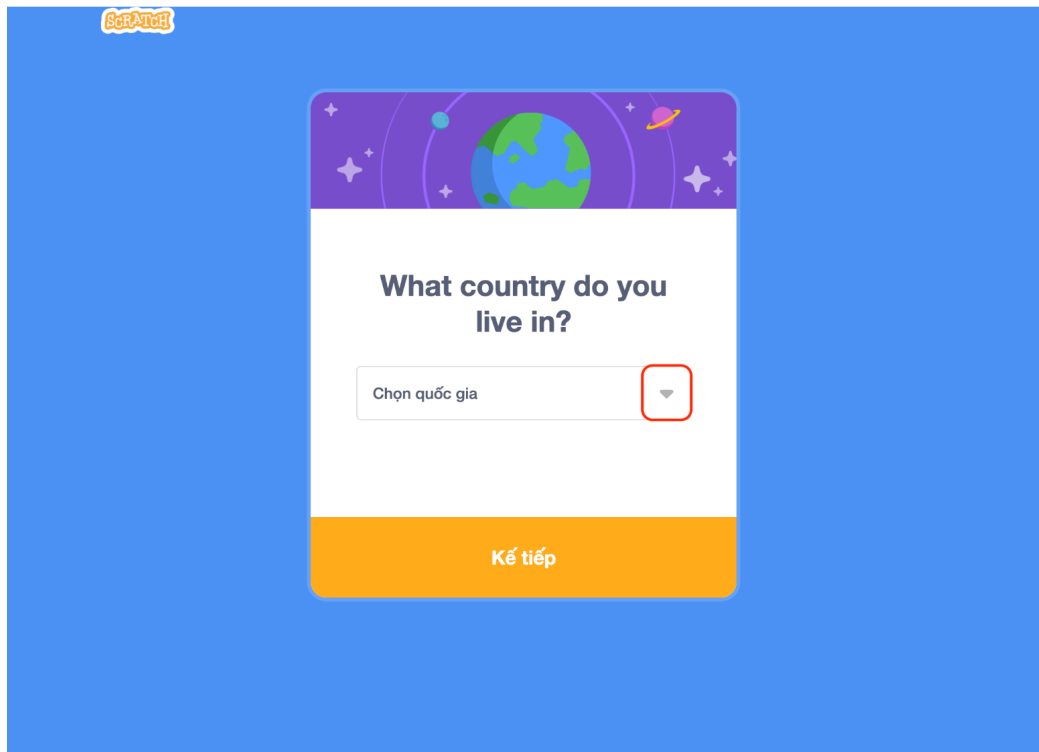 SCRATCH
What country do you
live in?
Chọn quốc gia
Kế tiếp